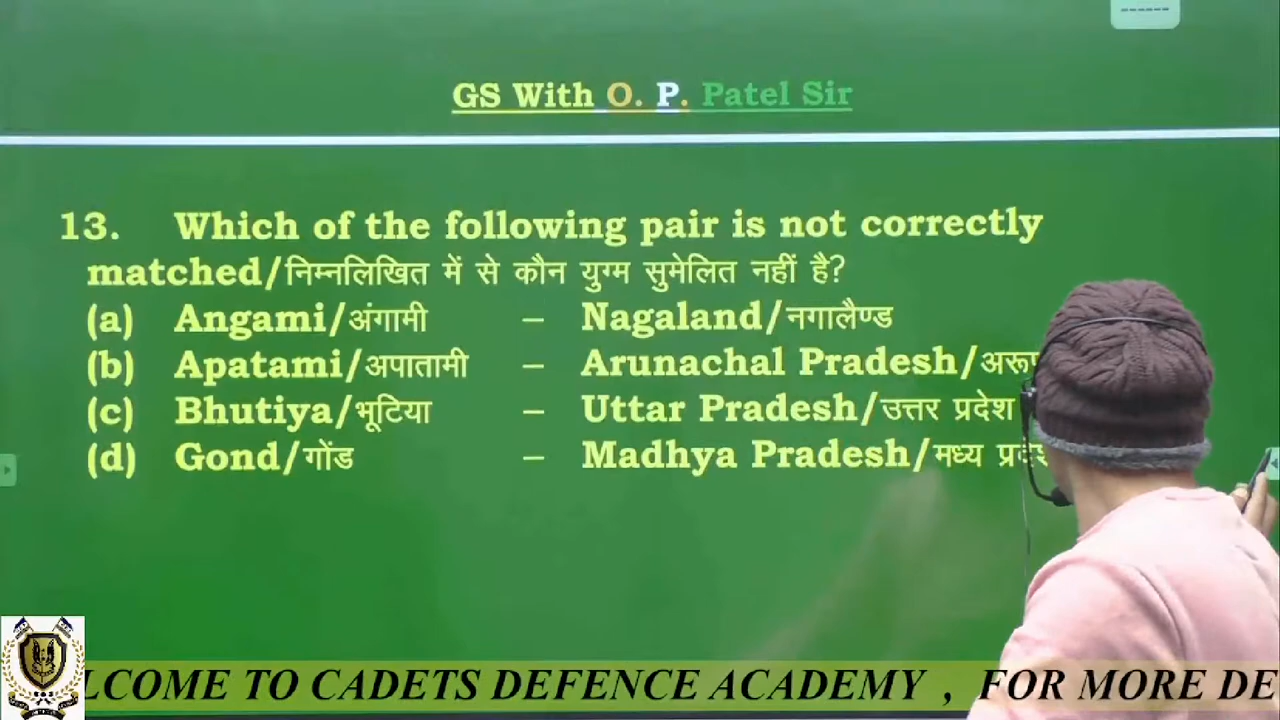 GS With O. P. Patel Sir
13. Which of the following pair is not correctly
matched/निम्नलिखित में से कौन युग्म सुमेलित नहीं है?
(a) Angami/अंगामी – Nagaland/नगालैण्ड
(b) Apatami/अपातामी – Arunachal Pradesh/
(c) Bhutiya/भूटिया – Uttar Pradesh/उत्तर प्रदेश
(d) Gond/गोंड – Madhya Pradesh/मध्य
LCOME TO CADETS DEFENCE ACADEMY , FOR MORE DE